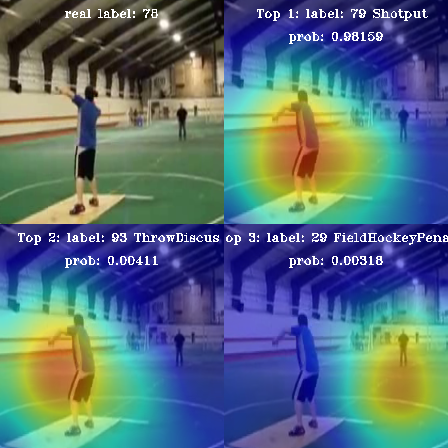 real label: 78
Top 1: label: 79 Shotput
prob: 0.98159
Top 2: label: 93 ThrowDiscus
prob: 0.00411
op 3: label: 29 FieldHockeyPena
prob: 0.00318